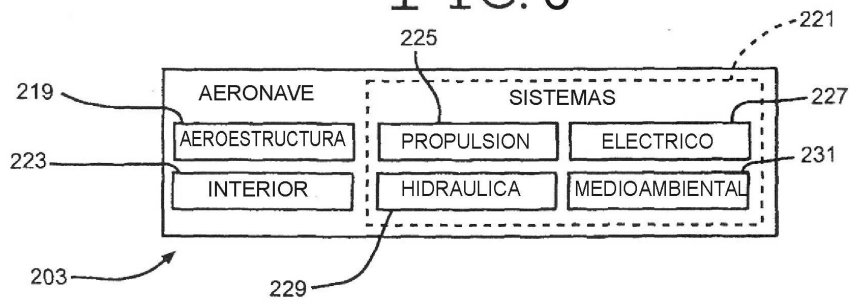 221
225
AERONAVE SISTEMAS
219 227
AEROESTRUCTURA PROPULSION ELECTRICO
223 231
INTERIOR HIDRAULICA MEDIOAMBIENTAL
203
229